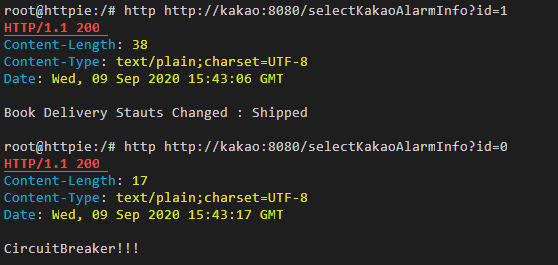 root@httpie:/# http http://kakao:8080/selectKakaoAlarmInfo?id=1
HTTP/1.1 200
Content-Length: 38
Content-Type: text/plain;charset=UTF-8
Date: Wed, 09 Sep 2020 15:43:06 GMT
Book Delivery Stauts Changed : Shipped
root@httpie:/# http http://kakao:8080/selectKakaoAlarmInfo?id=0
HTTP/1.1 200
Content-Length: 17
Content-Type: text/plain;charset=UTF-8
Date: Wed, 09 Sep 2020 15:43:17 GMT
CircuitBreaker!!!